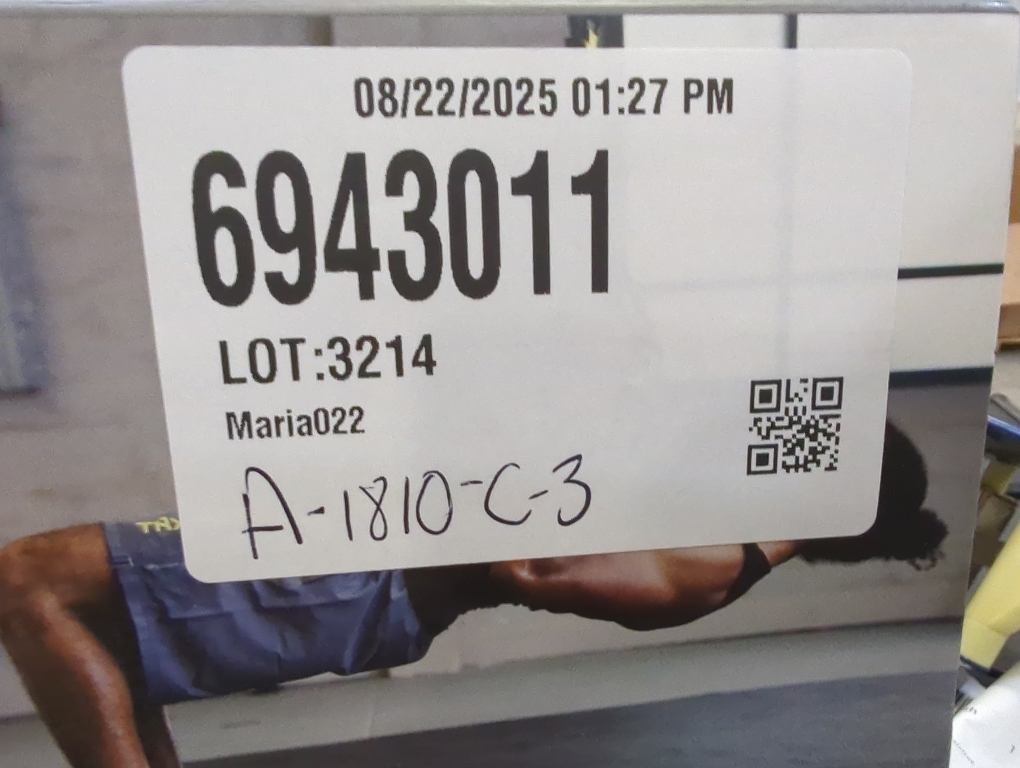 08/22/2025 01:27 PM
6943011
LOT:3214
Maria022
A-1810-C-3